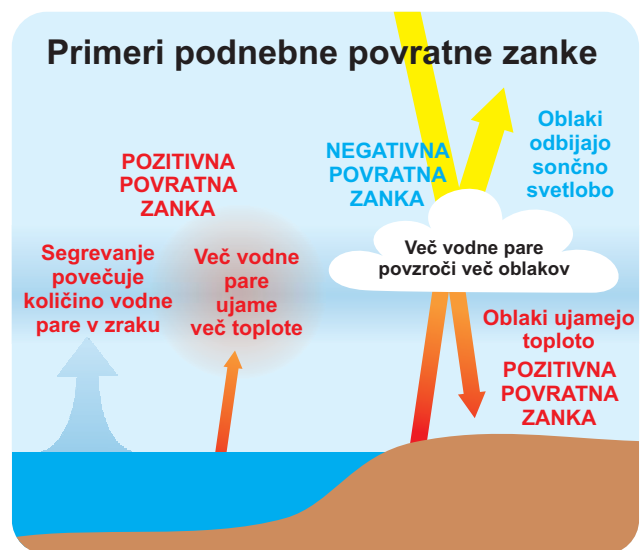 Primeri podnebne povratne zanke
POZITIVNA
POVRATNA
ZANKA
Segrevanje
povečuje
količino vodne
pare v zraku
Več vodne
pare
ujame
več toplote
NEGATIVNA
POVRATNA
ZANKA
Oblaki
odbijajo
sončno
svetlobo
Več vodne pare
povzroči več oblakov
Oblaki ujamejo
toploto
POZITIVNA
POVRATNA
ZANKA